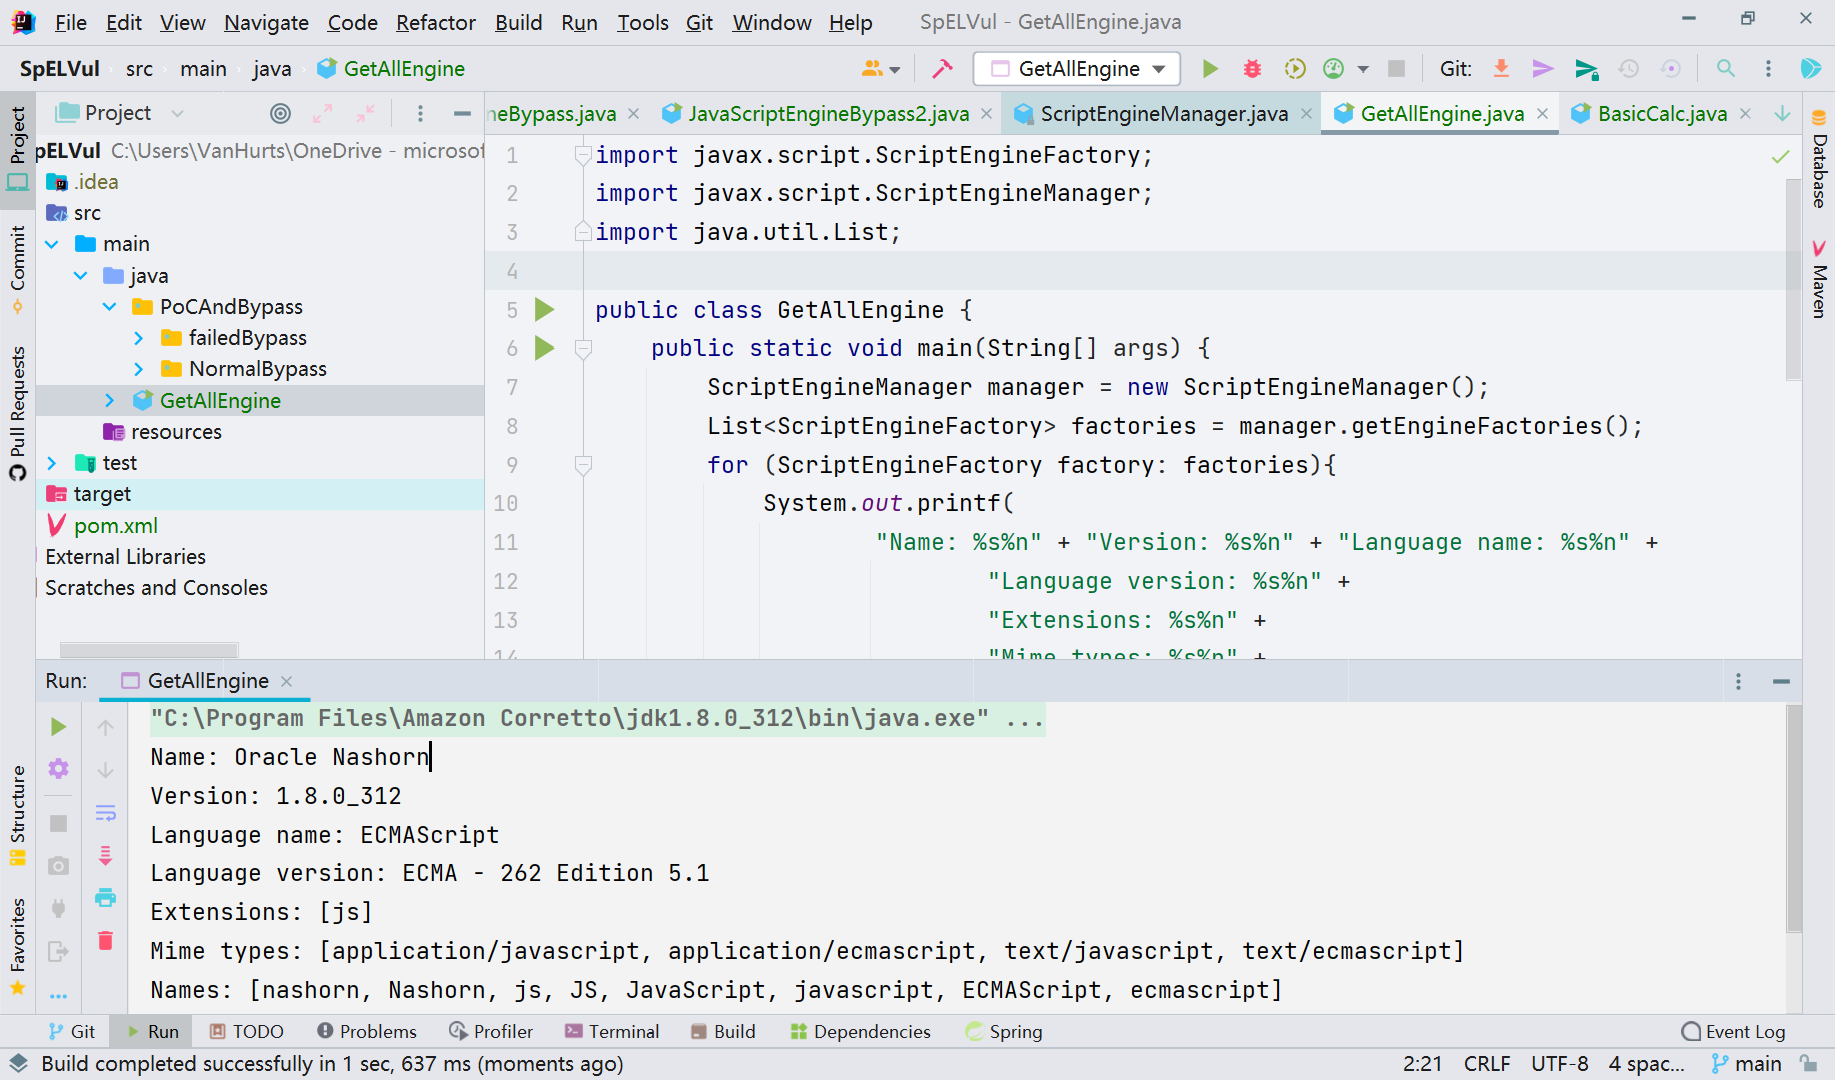 File Edit View Navigate Code Refactor Build Run Tools Git Window Help SpELVul - GetAllEngine.java
SpELVul src main java GetAllEngine GetAllEngine Git:
Project
neBypass.java JavaScriptEngineBypass2.java ScriptEngineManager.java GetAllEngine.java BasicCalc.java
pELVul C:\Users\VanHurts\OneDrive - microsof
.idea
src
main
java
PoCAndBypass
failedBypass
NormalBypass
GetAllEngine
resources
test
target
pom.xml
External Libraries
Scratches and Consoles
1 import javax.script.ScriptEngineFactory;
2 import javax.script.ScriptEngineManager;
3 import java.util.List;
4
5 public class GetAllEngine {
6 public static void main(String[] args) {
7 ScriptEngineManager manager = new ScriptEngineManager();
8 List<ScriptEngineFactory> factories = manager.getEngineFactories();
9 for (ScriptEngineFactory factory: factories){
10 System.out.printf(
11 "Name: %s%n" + "Version: %s%n" + "Language name: %s%n" +
12 "Language version: %s%n" +
13 "Extensions: %s%n" +
14 "Mime types: %s%n" +
Project
Commit
Pull Requests
Structure
Favorites
Database
Maven
Run: GetAllEngine
"C:\Program Files\Amazon Corretto\jdk1.8.0_312\bin\java.exe" ...
Name: Oracle Nashorn
Version: 1.8.0_312
Language name: ECMAScript
Language version: ECMA - 262 Edition 5.1
Extensions: [js]
Mime types: [application/javascript, application/ecmascript, text/javascript, text/ecmascript]
Names: [nashorn, Nashorn, js, JS, JavaScript, javascript, ECMAScript, ecmascript]
Git Run TODO Problems Profiler Terminal Build Dependencies Spring Event Log
Build completed successfully in 1 sec, 637 ms (moments ago) 2:21 CRLF UTF-8 4 spac... main